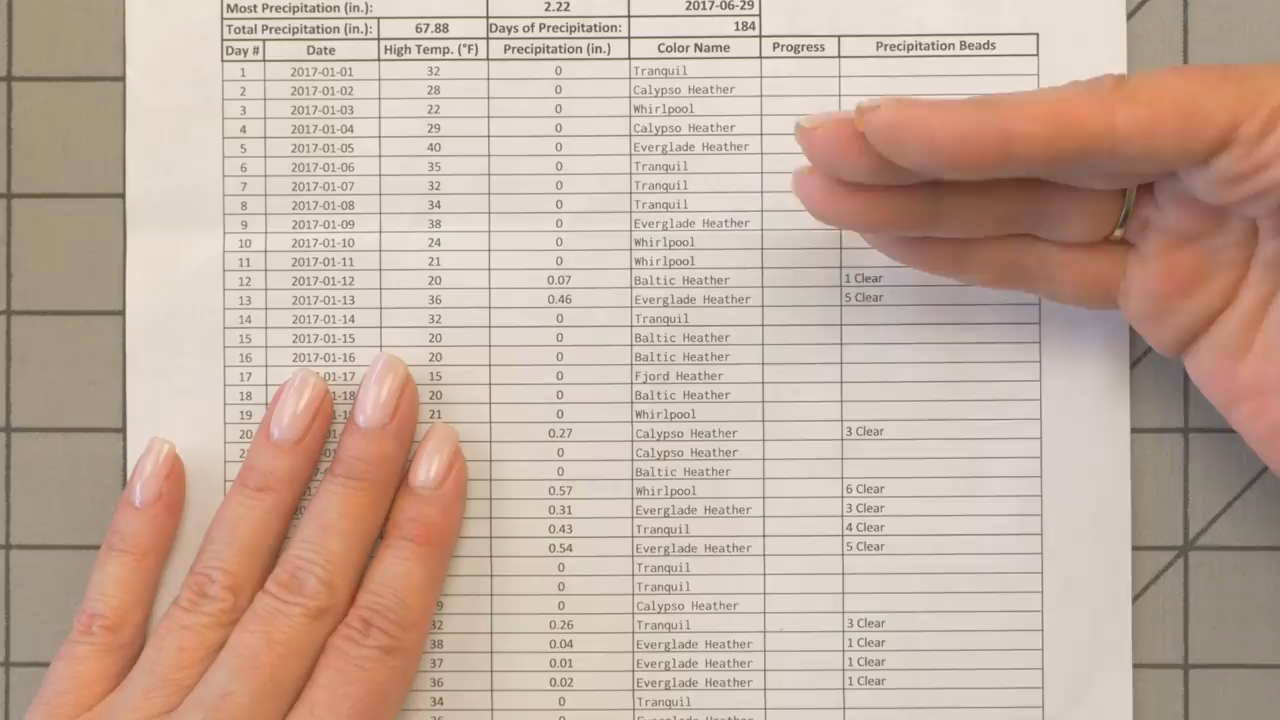 Most Precipitation (in.): 2.22 2017-06-29
Total Precipitation (in.): 67.88 Days of Precipitation: 184
Day # Date High Temp. (°F) Precipitation (in.) Color Name Progress Precipitation Beads
1 2017-01-01 32 0 Tranquil
2 2017-01-02 28 0 Calypso Heather
3 2017-01-03 22 0 Whirlpool
4 2017-01-04 29 0 Calypso Heather
5 2017-01-05 40 0 Everglade Heather
6 2017-01-06 35 0 Tranquil
7 2017-01-07 32 0 Tranquil
8 2017-01-08 34 0 Tranquil
9 2017-01-09 38 0 Everglade Heather
10 2017-01-10 24 0 Whirlpool
11 2017-01-11 21 0 Whirlpool
12 2017-01-12 20 0.07 Baltic Heather 1 Clear
13 2017-01-13 36 0.46 Everglade Heather 5 Clear
14 2017-01-14 32 0 Tranquil
15 2017-01-15 20 0 Baltic Heather
16 2017-01-16 20 0 Baltic Heather
17 01-17 15 0 Fjord Heather
18 1-18 20 0 Baltic Heather
19 21 0 Whirlpool
20 0.27 Calypso Heather 3 Clear
0 Calypso Heather
0 Baltic Heather
0.57 Whirlpool 6 Clear
0.31 Everglade Heather 3 Clear
0.43 Tranquil 4 Clear
0.54 Everglade Heather 5 Clear
0 Tranquil
0 Tranquil
9 0 Calypso Heather
32 0.26 Tranquil 3 Clear
38 0.04 Everglade Heather 1 Clear
37 0.01 Everglade Heather 1 Clear
36 0.02 Everglade Heather 1 Clear
34 0 Tranquil
0 Everglade Heather